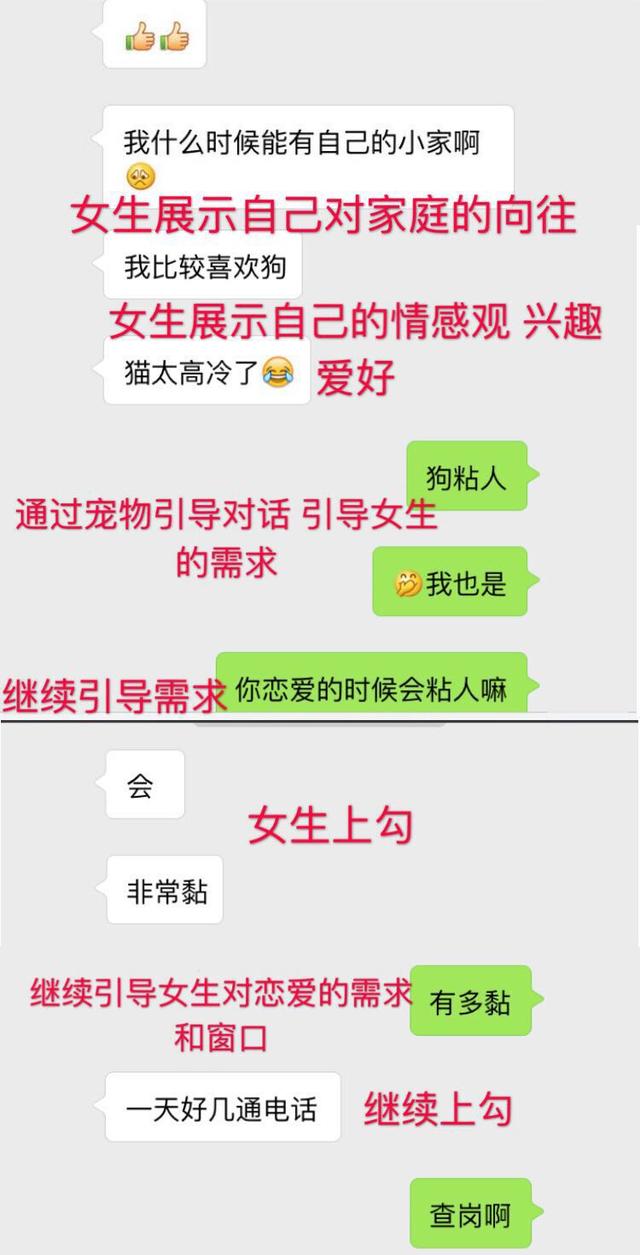 👍👍
我什么时候能有自己的小家啊
😟
女生展示自己对家庭的向往
我比较喜欢狗
女生展示自己的情感观 兴趣
猫太高冷了😂 爱好
狗粘人
通过宠物引导对话 引导女生
的需求
🤭我也是
继续引导需求 你恋爱的时候会粘人嘛
会
女生上勾
非常黏
继续引导女生对恋爱的需求 有多黏
和窗口
一天好几通电话 继续上勾
查岗啊